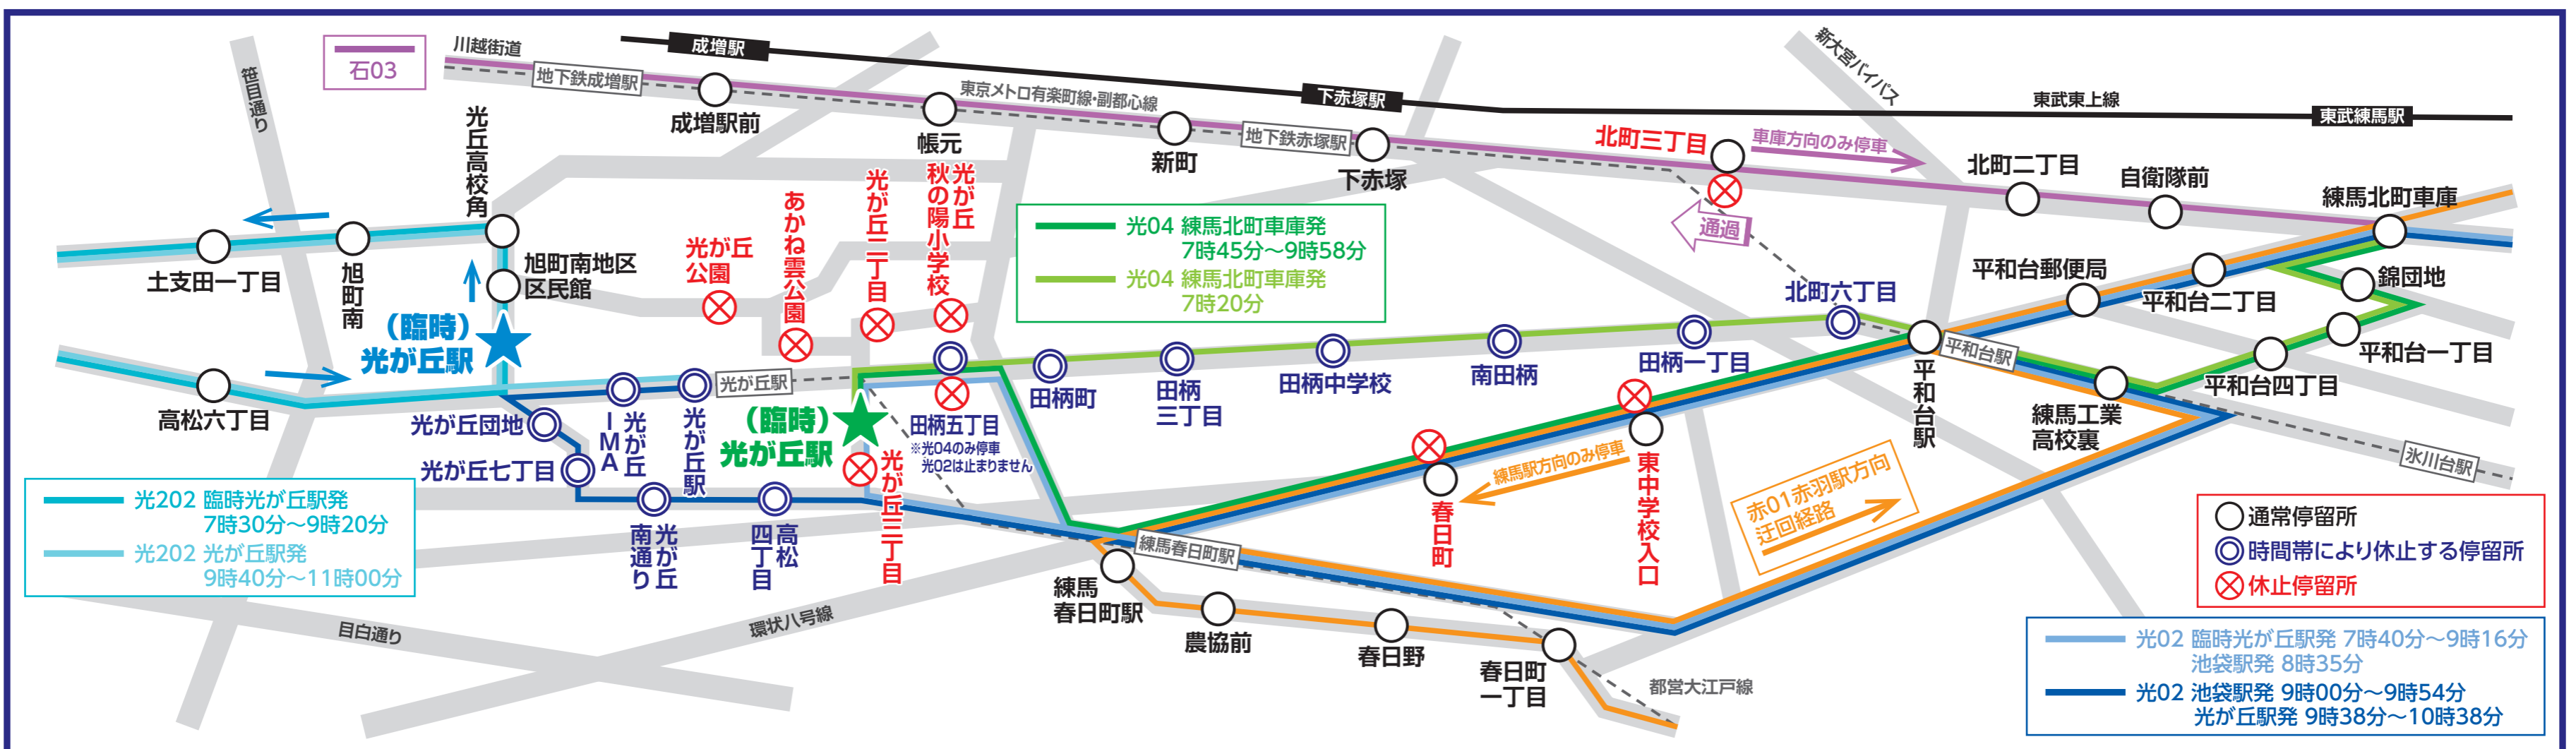 石03
川越街道
成増駅
地下鉄成増駅
成増駅前
帳元
東京メトロ有楽町線・副都心線
新町
地下鉄赤塚駅
下赤塚駅
下赤塚
北町三丁目
車庫方向のみ停車
通過
新大宮バイパス
東武東上線
東武練馬駅
北町二丁目
自衛隊前
練馬北町車庫
笹目通り
光丘高校角
土支田一丁目
旭町南
旭町南地区
区民館
(臨時)
光が丘駅
高松六丁目
光が丘
公園
あかね雲公園
光が丘二丁目
光が丘
秋の陽小学校
光04 練馬北町車庫発
7時45分～9時58分
光04 練馬北町車庫発
7時20分
北町六丁目
平和台郵便局
平和台二丁目
錦団地
平和台一丁目
平和台四丁目
平和台駅
平和台駅
練馬工業
高校裏
氷川台駅
光が丘団地
光が丘
IMA
光が丘駅
光が丘駅
(臨時)
光が丘駅
田柄五丁目
※光04のみ停車
光02は止まりません
田柄町
田柄
三丁目
田柄中学校
南田柄
田柄一丁目
光が丘七丁目
光が丘
南通り
高松
四丁目
光が丘三丁目
春日町
練馬駅方向のみ停車
東中学校入口
赤01赤羽駅方向
迂回経路
光202 臨時光が丘駅発
7時30分～9時20分
光202 光が丘駅発
9時40分～11時00分
目白通り
環状八号線
練馬春日町駅
練馬
春日町駅
農協前
春日野
春日町
一丁目
都営大江戸線
通常停留所
時間帯により休止する停留所
休止停留所
光02 臨時光が丘駅発 7時40分～9時16分
池袋駅発 8時35分
光02 池袋駅発 9時00分～9時54分
光が丘駅発 9時38分～10時38分